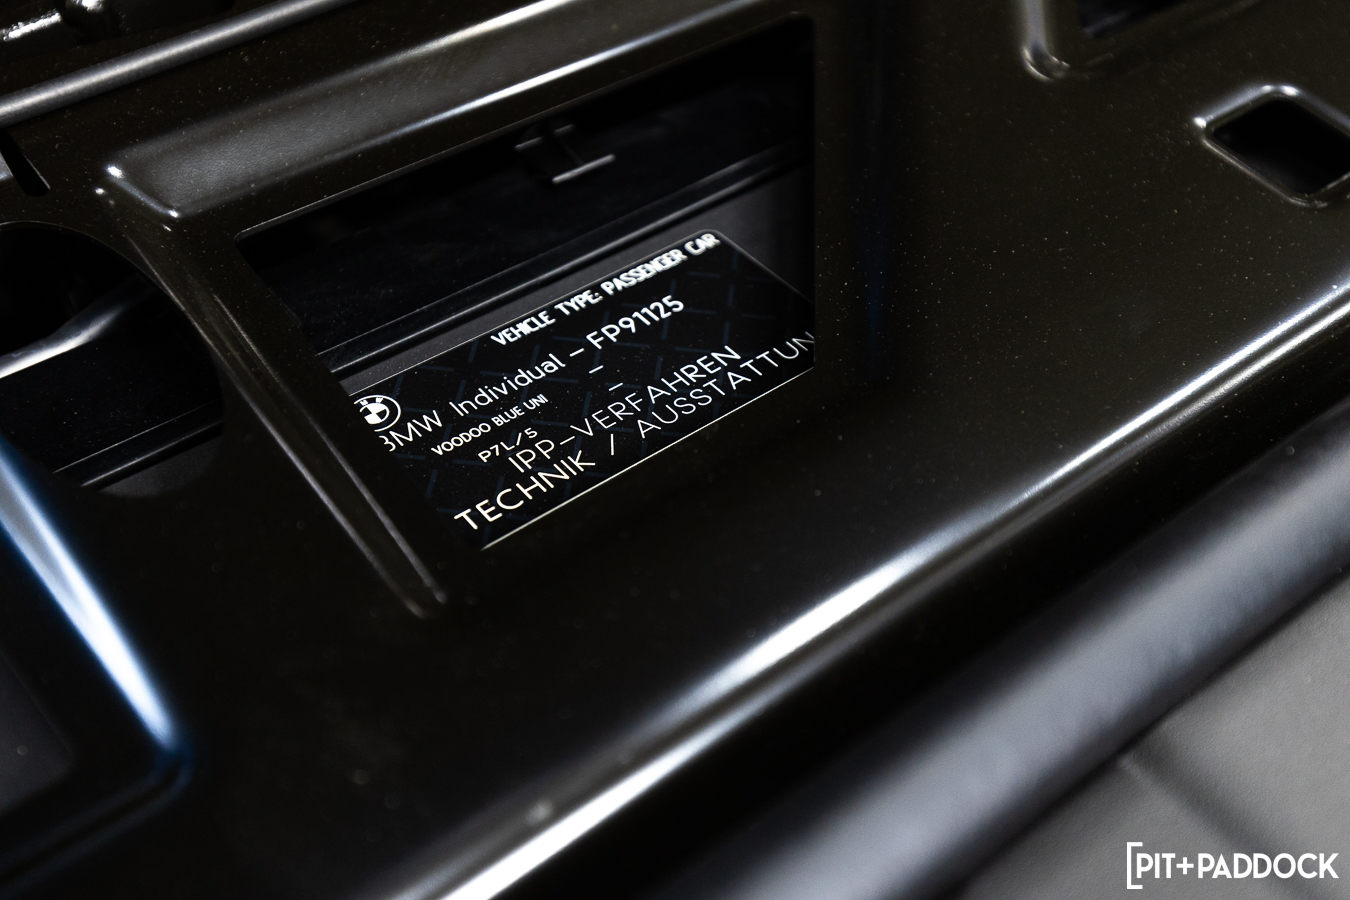 VEHICLE TYPE: PASSENGER CAR
BMW Individual - FP91125
VOODOO BLUE UNI -
P7L/5 -
IPP-VERFAHREN
TECHNIK / AUSSTATTUN
[PIT+PADDOCK